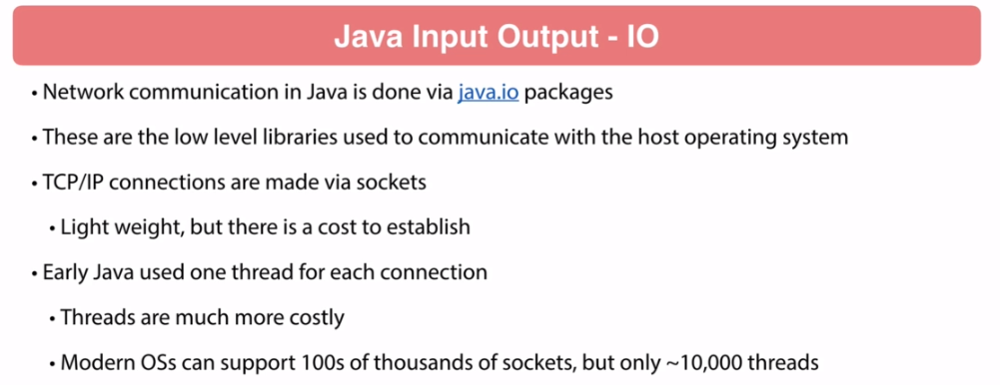 Java Input Output - IO
• Network communication in Java is done via java.io packages
• These are the low level libraries used to communicate with the host operating system
• TCP/IP connections are made via sockets
• Light weight, but there is a cost to establish
• Early Java used one thread for each connection
• Threads are much more costly
• Modern OSs can support 100s of thousands of sockets, but only ~10,000 threads